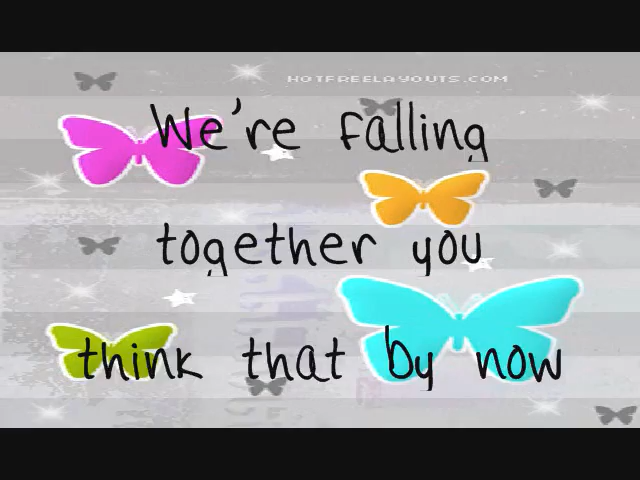 HOTFREELAYOUTS.COM
We're falling
together you
think that by now